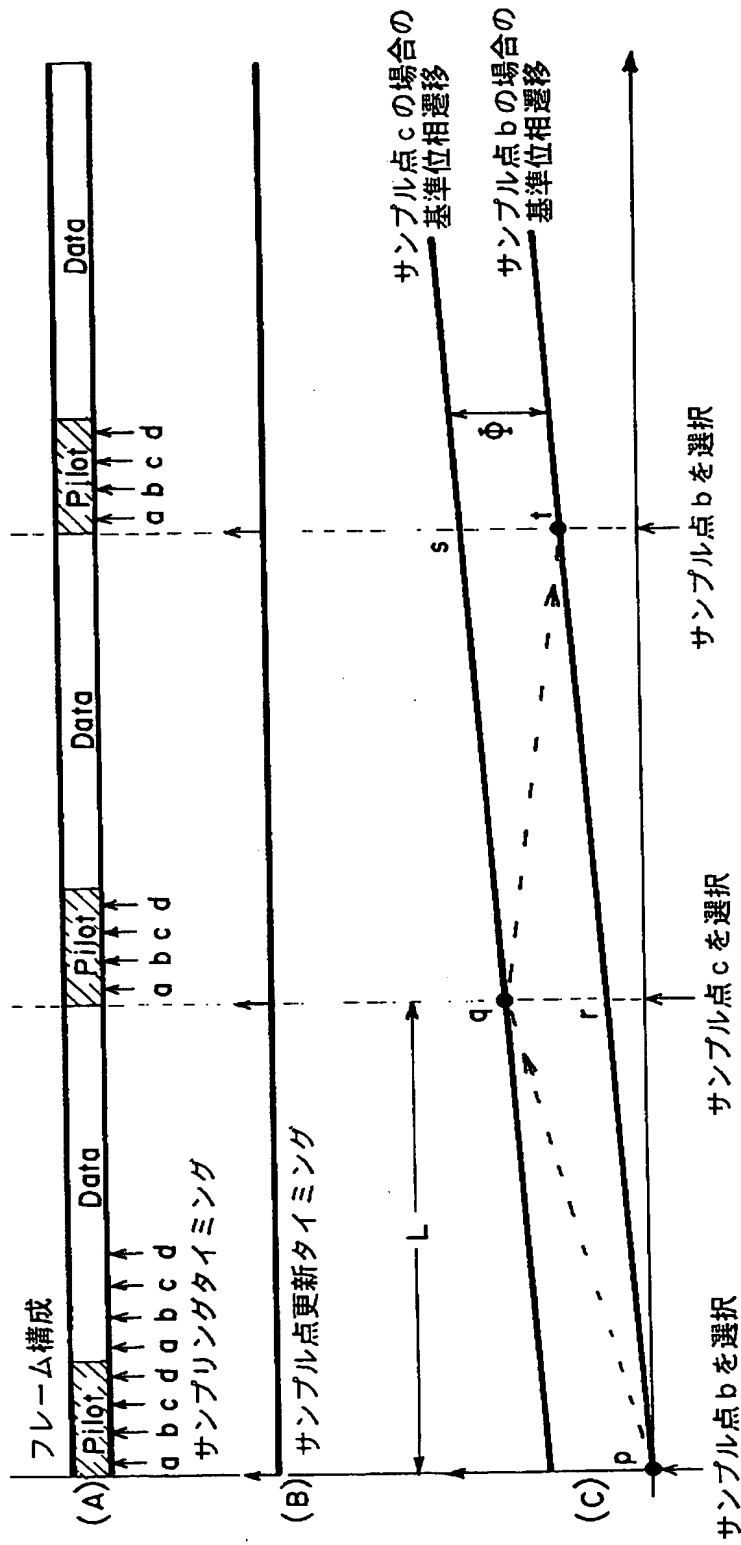 フレーム構成
(A)
Pilot
Data
Pilot
Data
Pilot
Data
a b c d a b c d
a b c d
a b c d
サンプリングタイミング
(B)
サンプル点更新タイミング
L
サンプル点cの場合の
基準位相遷移
サンプル点bの場合の
基準位相遷移
Φ
(C)
p
q
r
s
t
サンプル点bを選択
サンプル点cを選択
サンプル点bを選択